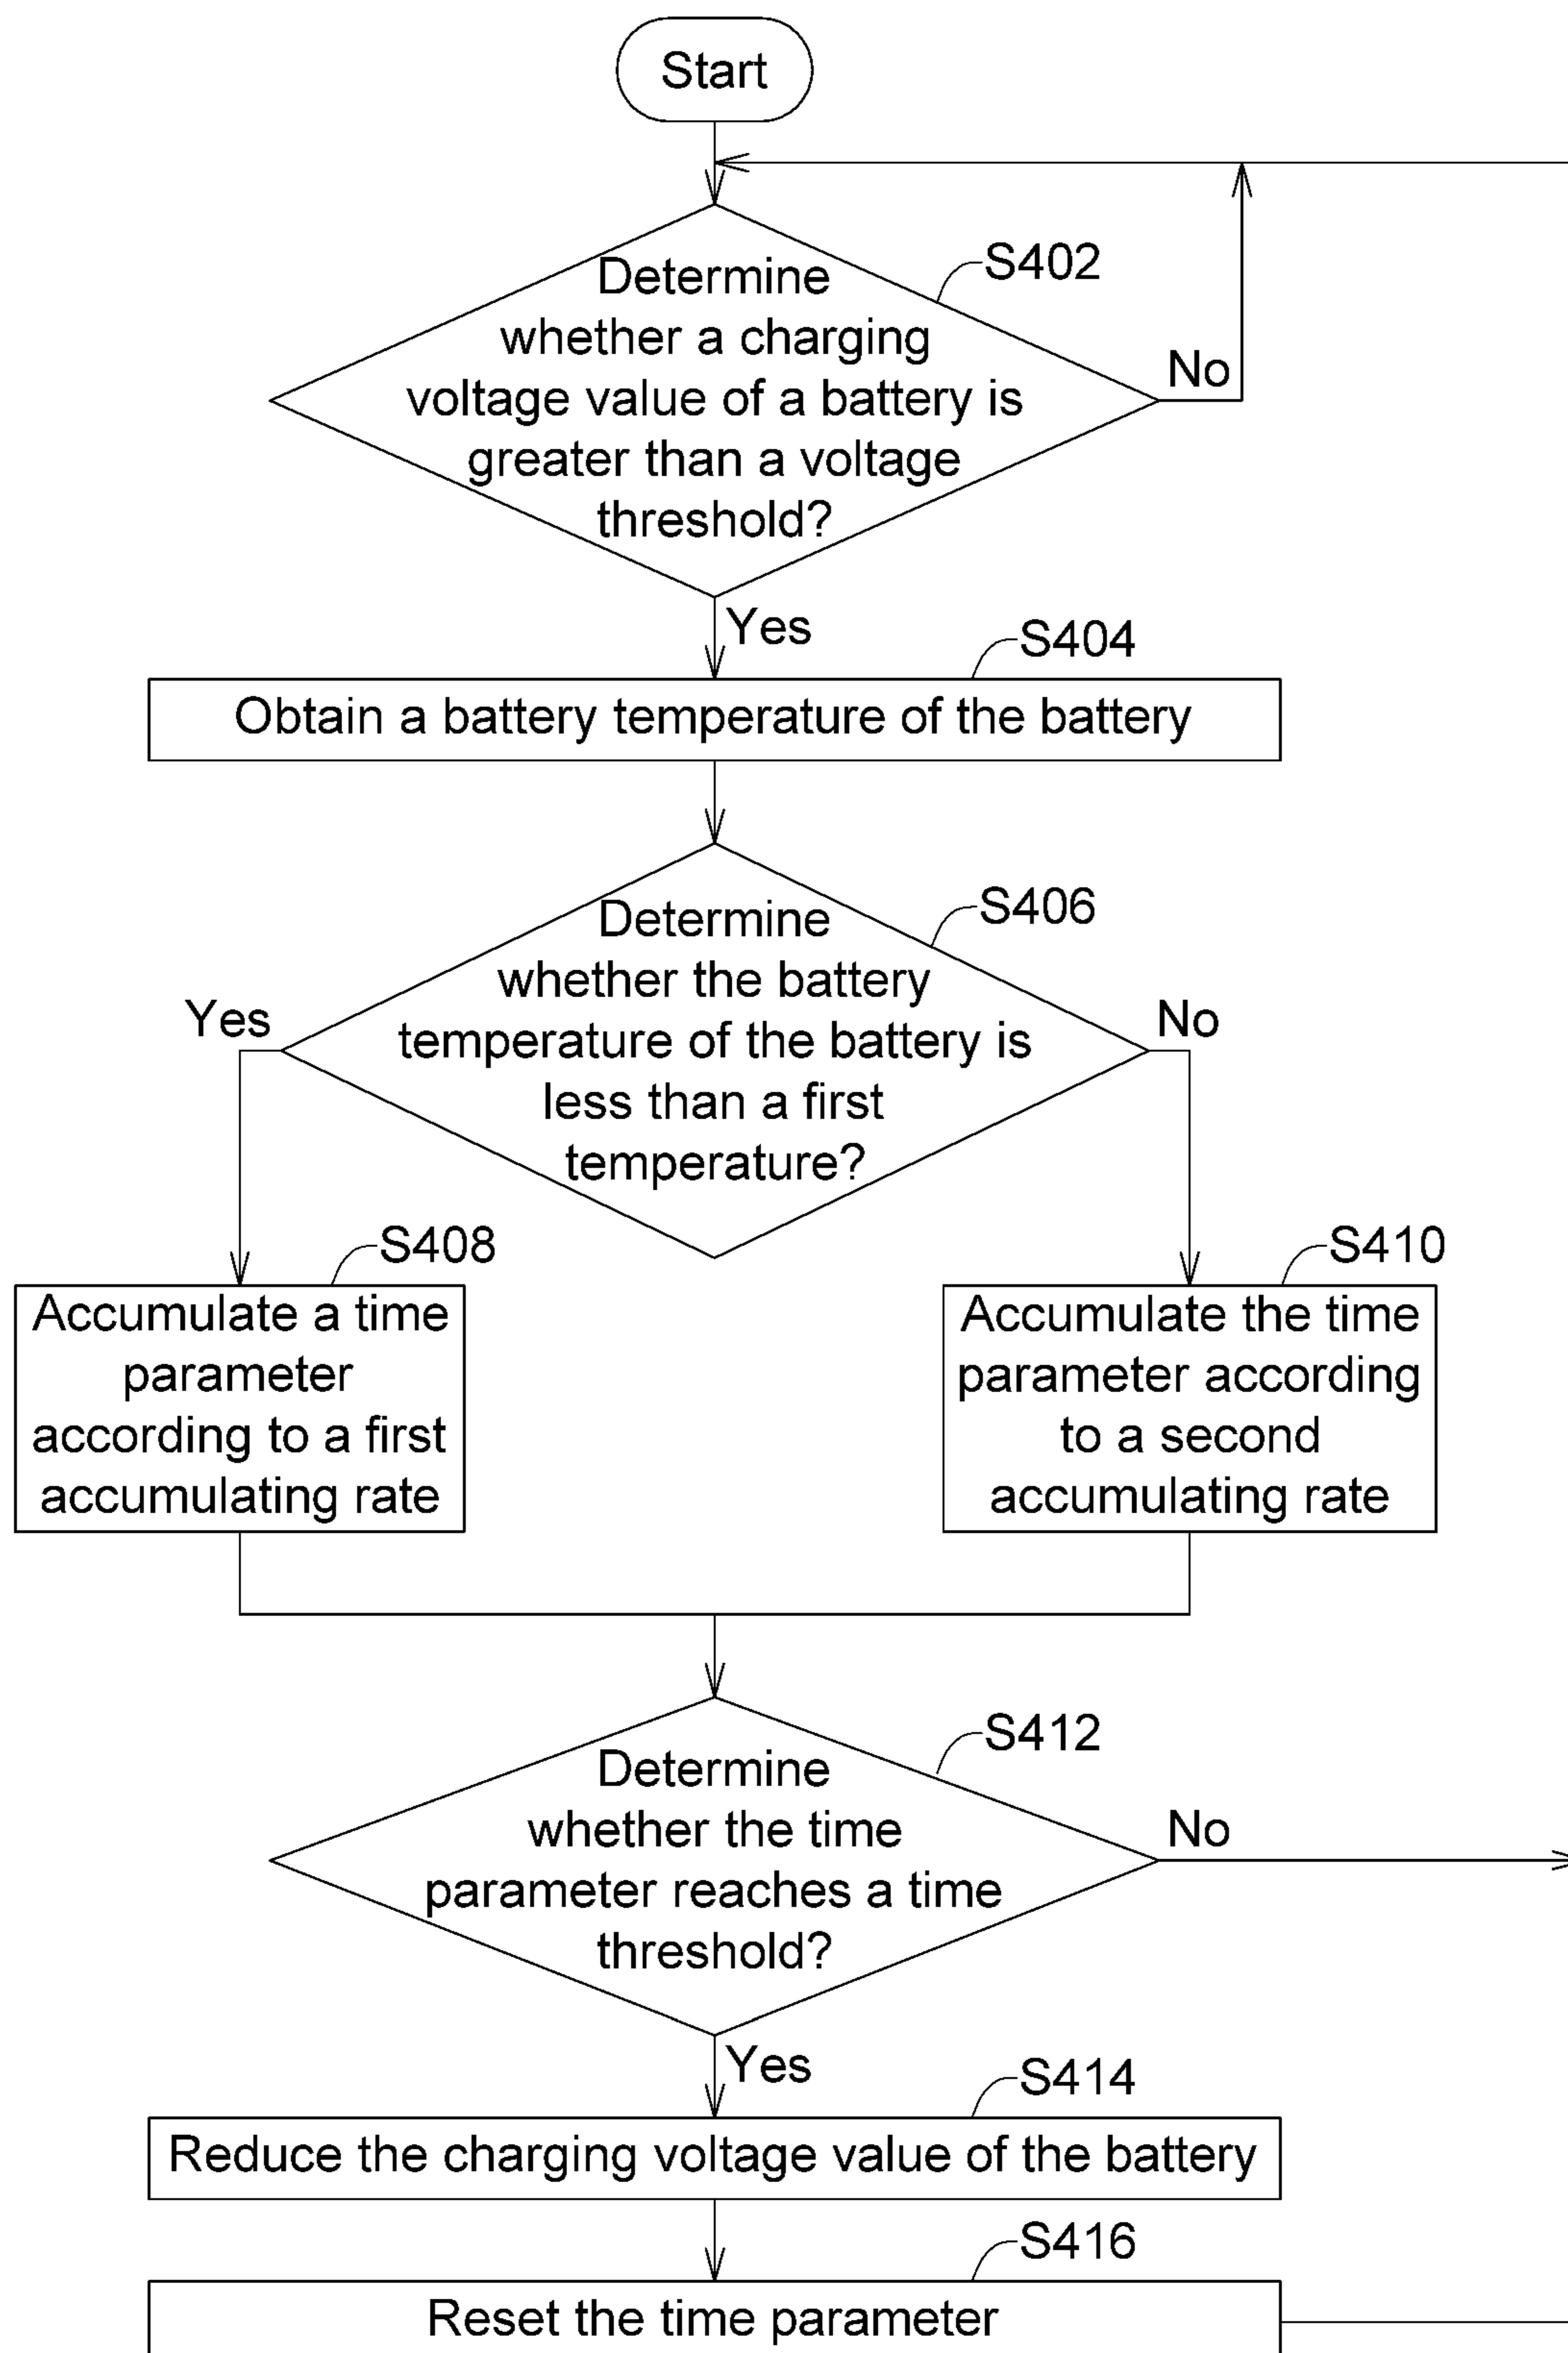 Start
S402
Determine
whether a charging
voltage value of a battery is
greater than a voltage
threshold?
No
Yes
S404
Obtain a battery temperature of the battery
S406
Determine
whether the battery
temperature of the battery is
less than a first
temperature?
Yes
No
S408
Accumulate a time
parameter
according to a first
accumulating rate
S410
Accumulate the time
parameter according
to a second
accumulating rate
S412
Determine
whether the time
parameter reaches a time
threshold?
No
Yes
S414
Reduce the charging voltage value of the battery
S416
Reset the time parameter